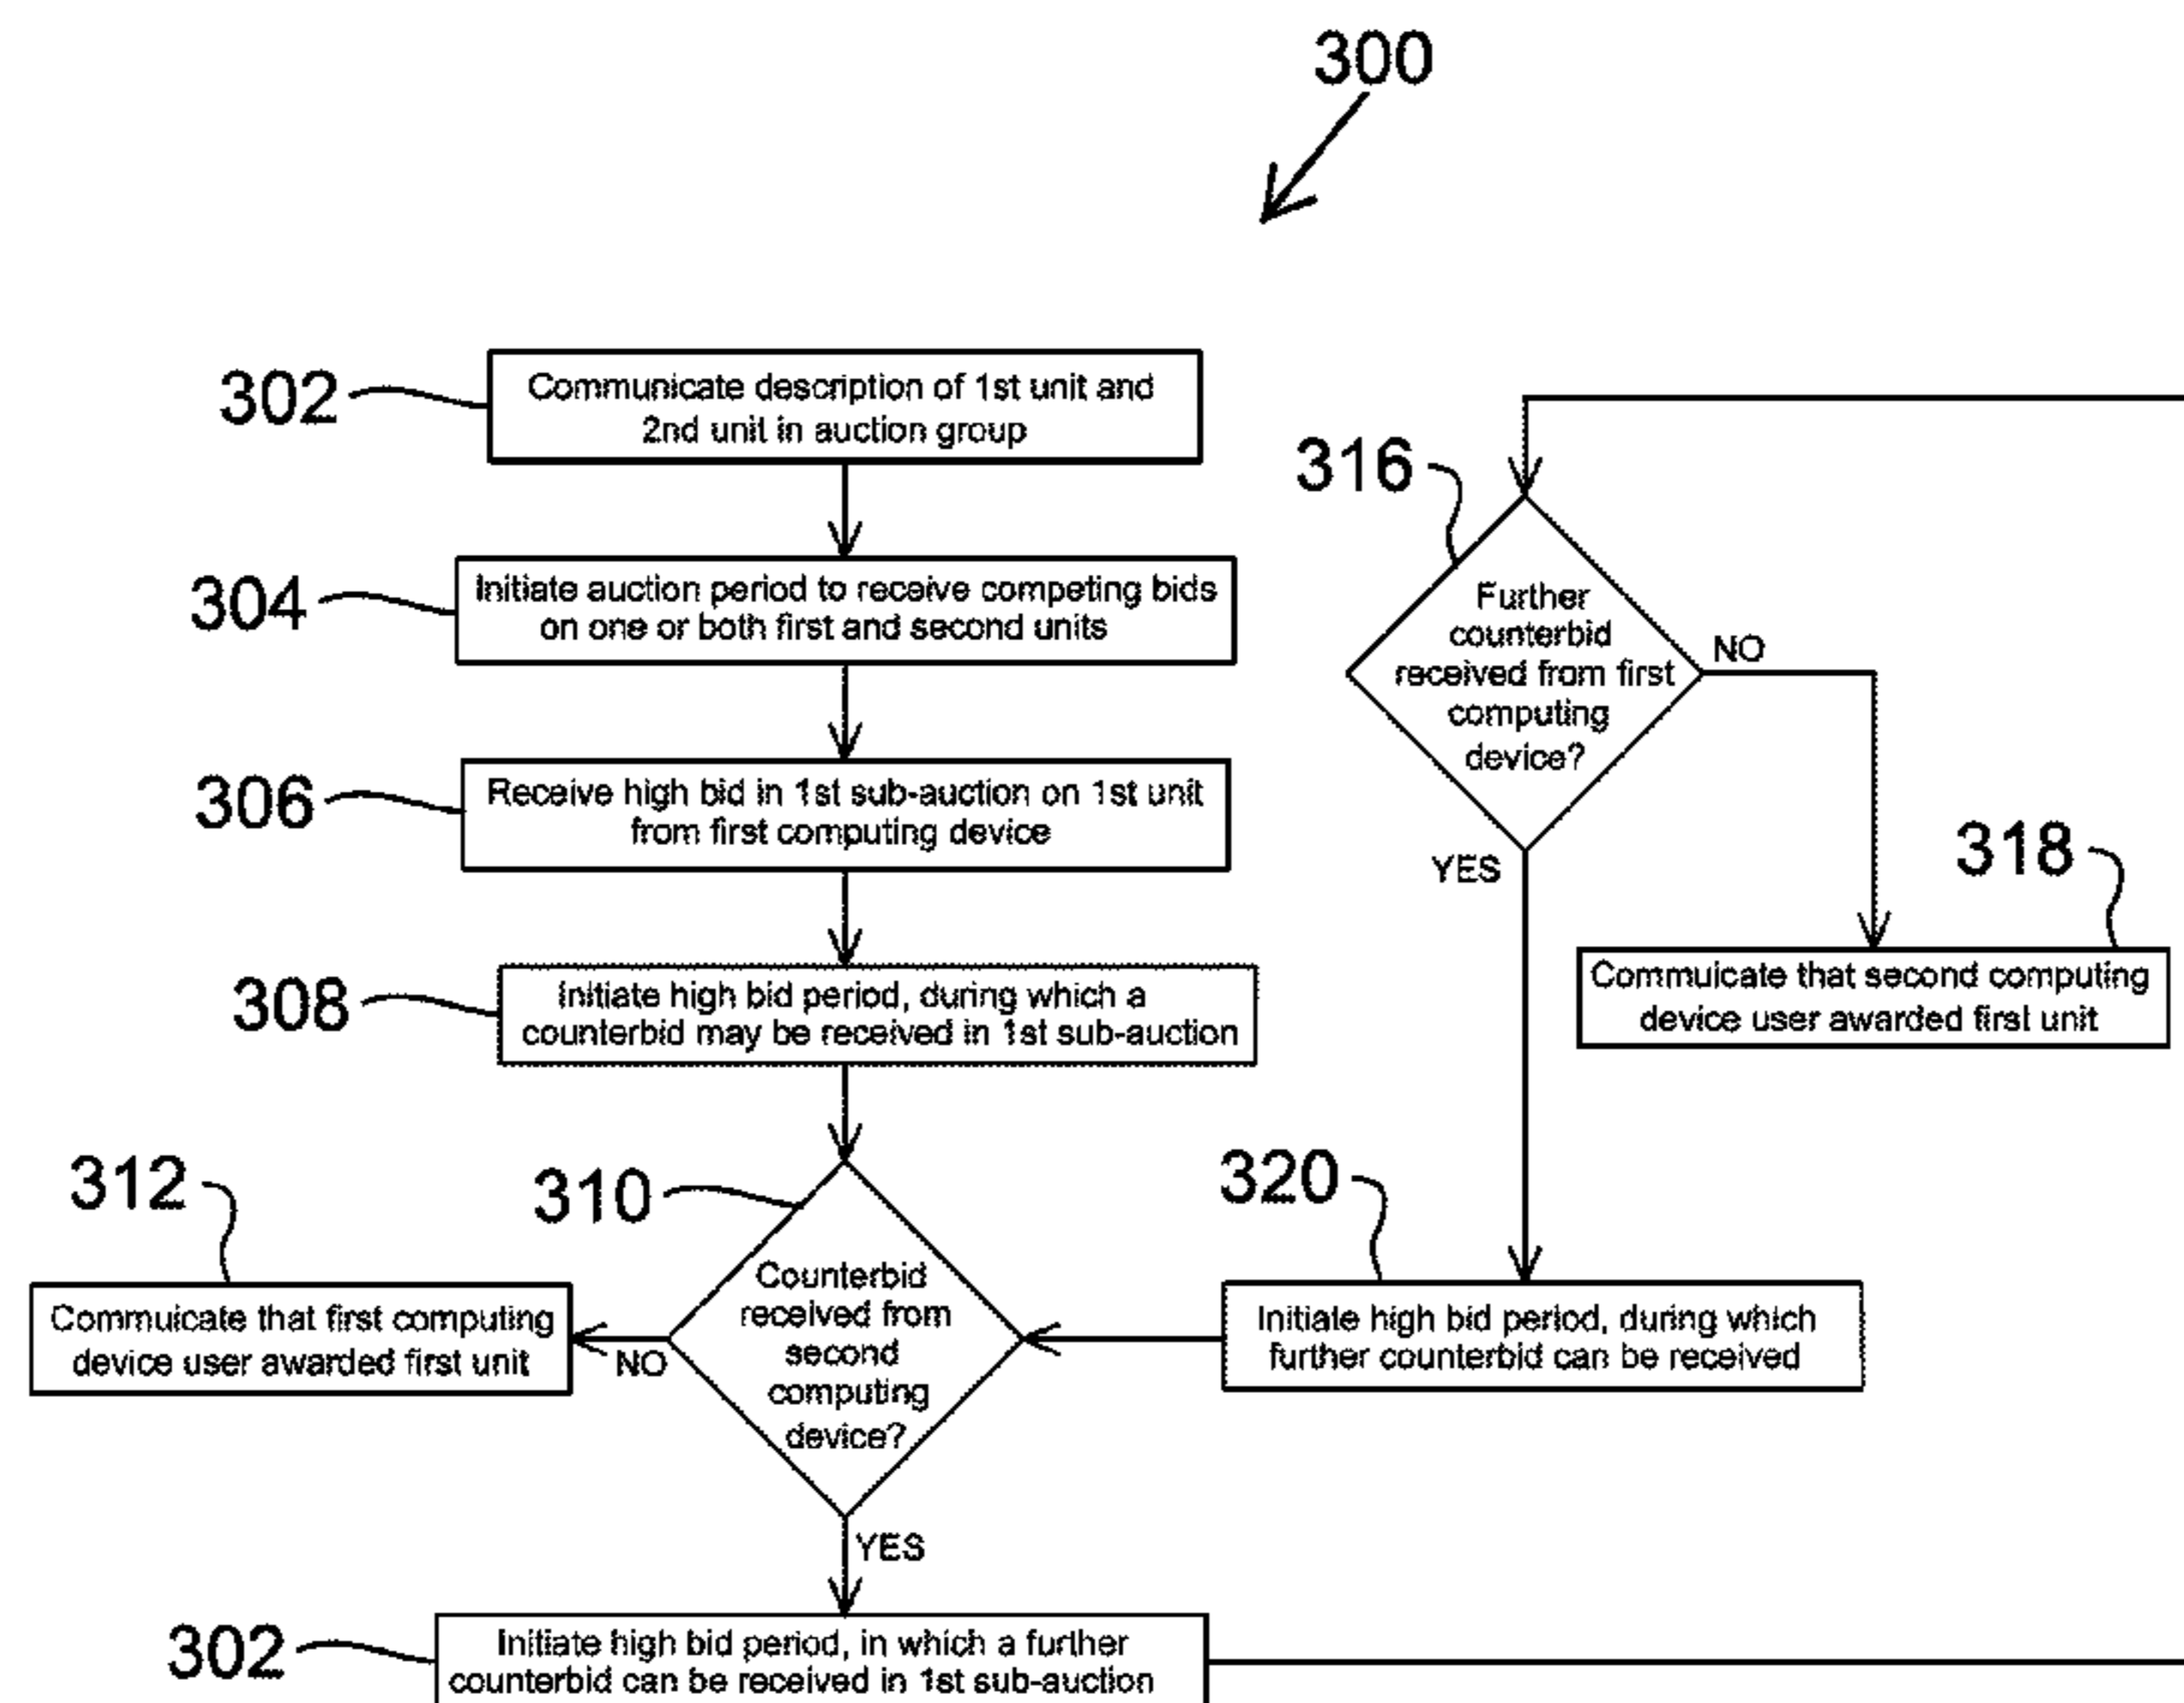 300
302
Communicate description of 1st unit and
2nd unit in auction group
304
Initiate auction period to receive competing bids
on one or both first and second units
306
Receive high bid in 1st sub-auction on 1st unit
from first computing device
308
Initiate high bid period, during which a
counterbid may be received in 1st sub-auction
310
Counterbid
received from
second
computing
device?
NO
312
Commuicate that first computing
device user awarded first unit
YES
302
Initiate high bid period, in which a further
counterbid can be received in 1st sub-auction
316
Further
counterbid
received from first
computing
device?
NO
318
Commuicate that second computing
device user awarded first unit
YES
320
Initiate high bid period, during which
further counterbid can be received